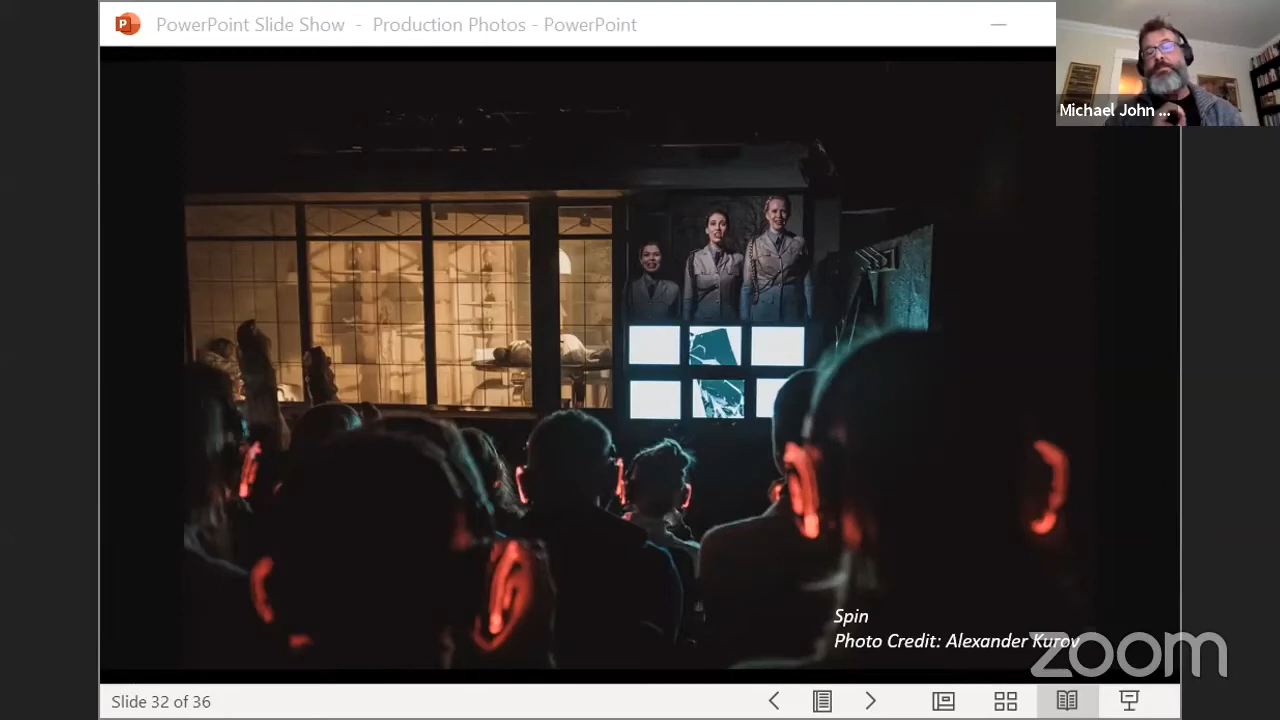 PowerPoint Slide Show - Production Photos - PowerPoint
Michael John ...
Spin
Photo Credit: Alexander Kurov
zoom
Slide 32 of 36